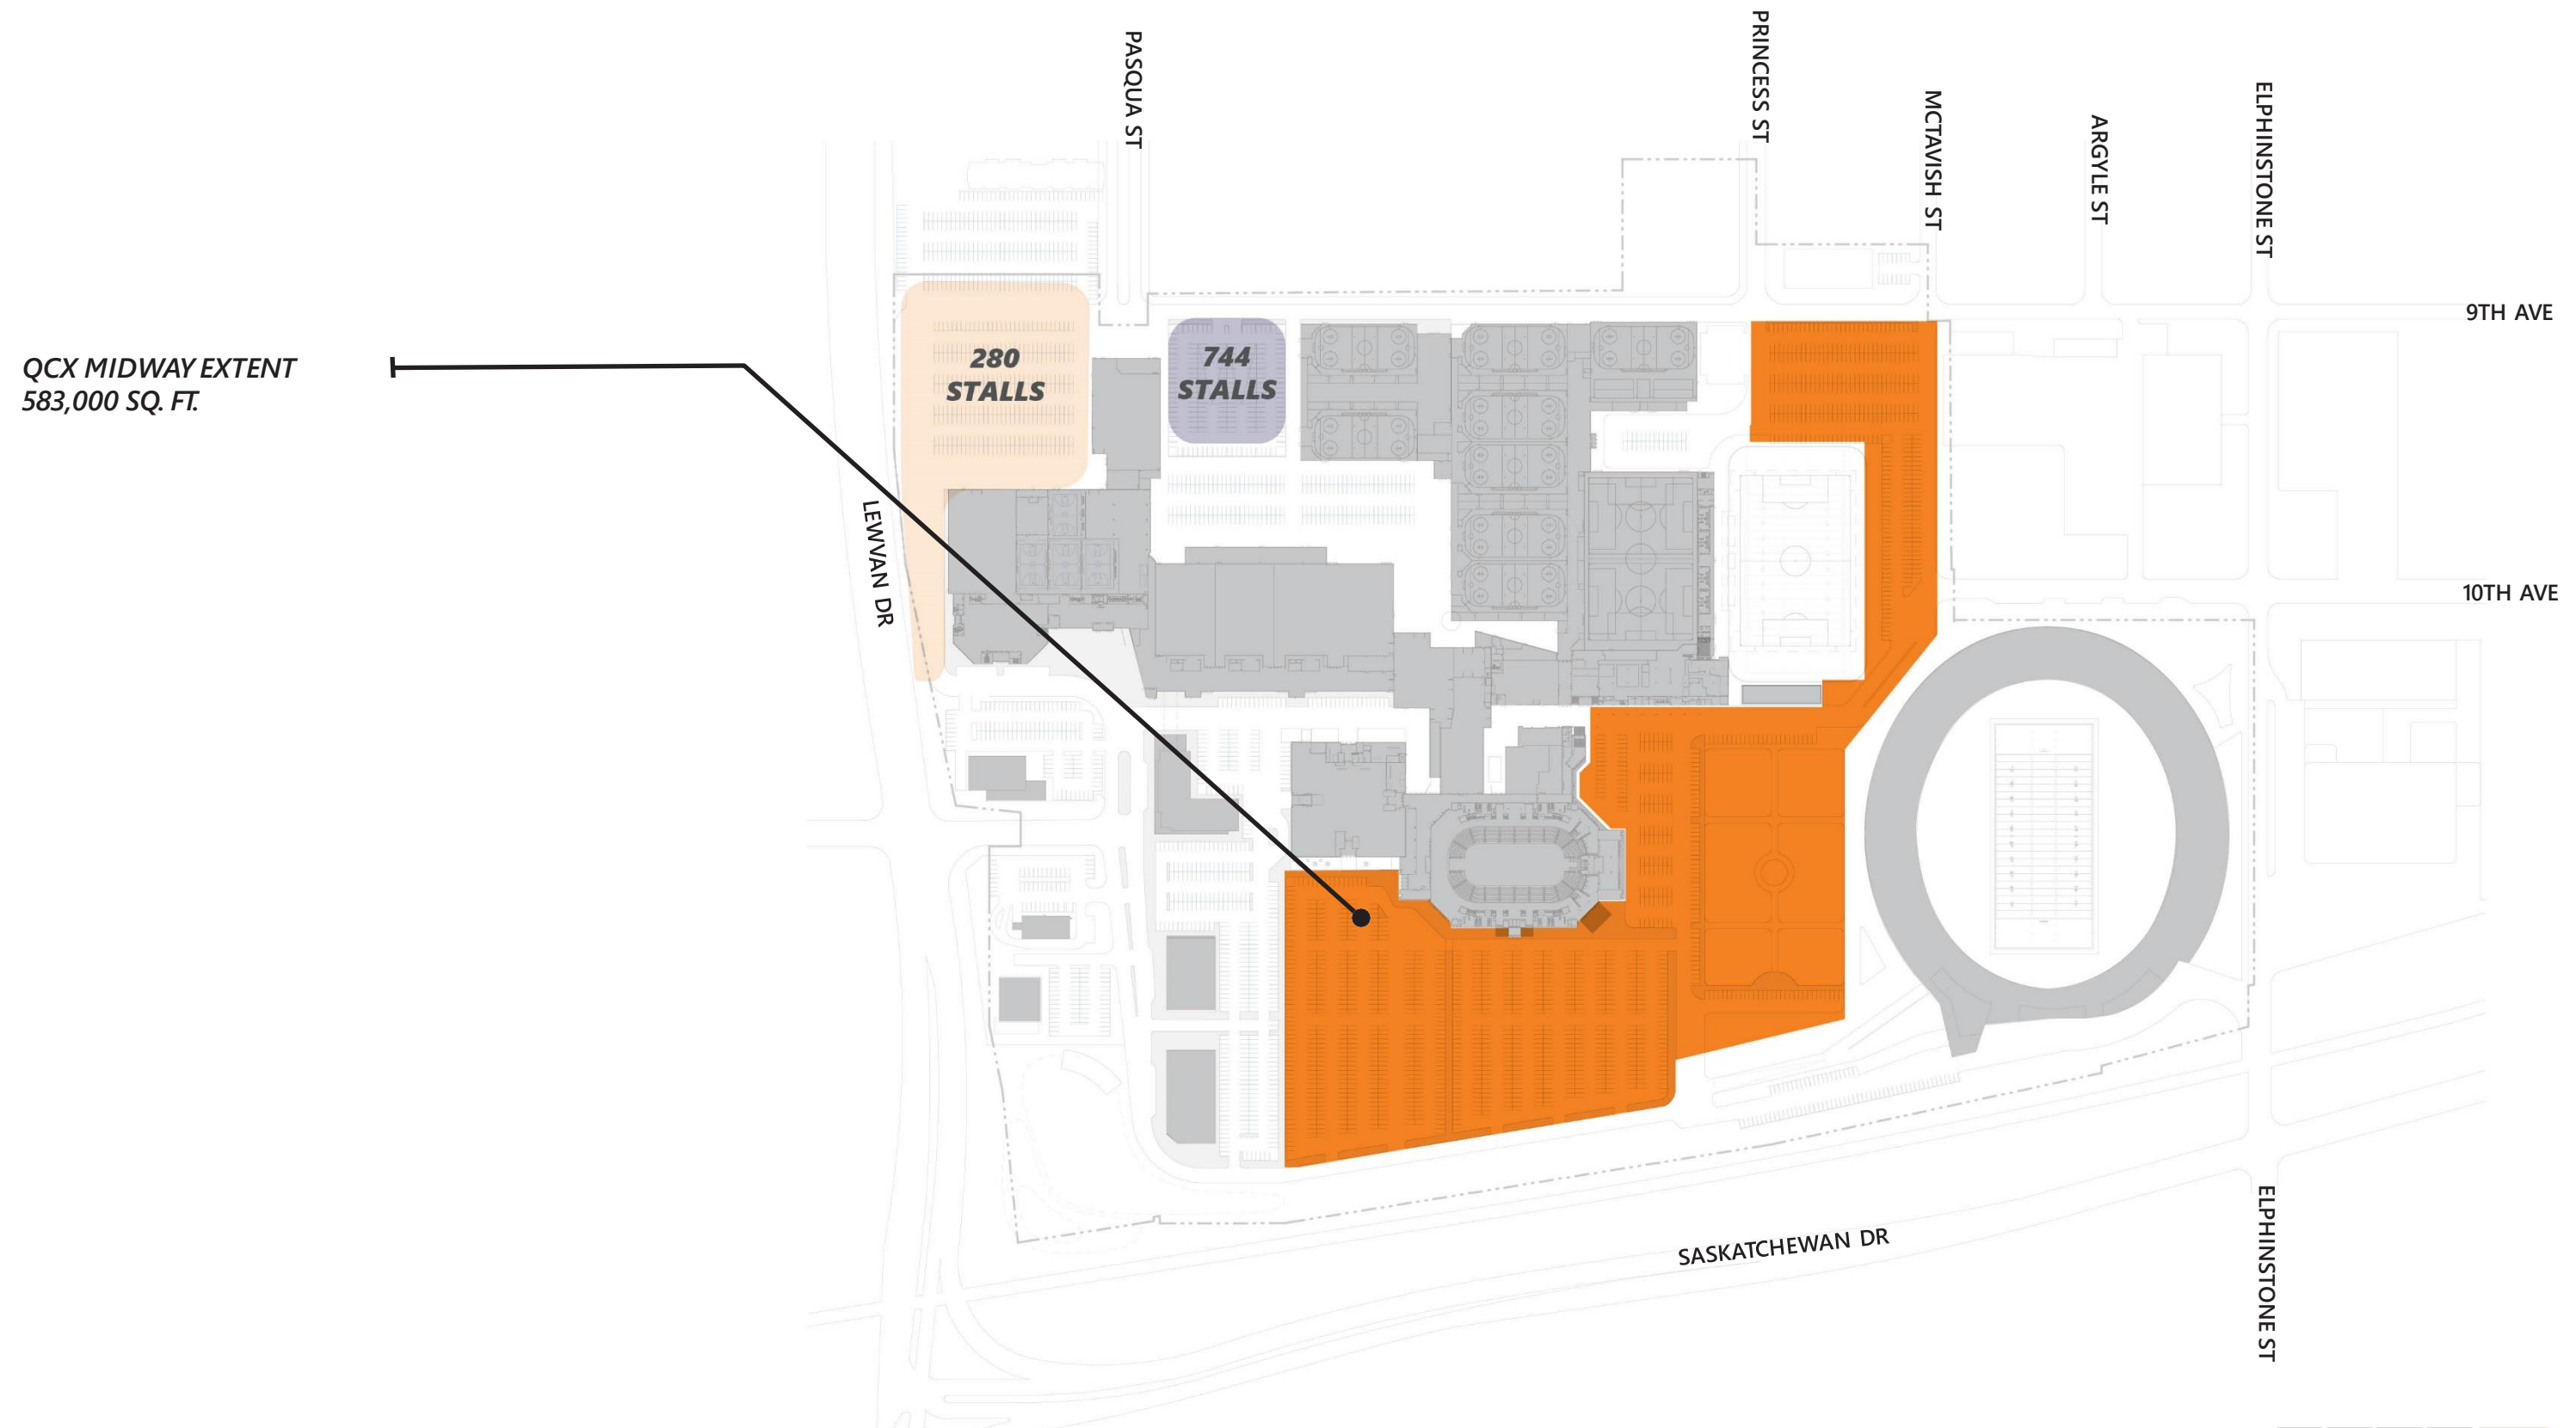 PASQUA ST
PRINCESS ST
MCTAVISH ST
ARGYLE ST
ELPHINSTONE ST
9TH AVE
QCX MIDWAY EXTENT
583,000 SQ. FT.
280
STALLS
744
STALLS
LEWVAN DR
10TH AVE
SASKATCHEWAN DR
ELPHINSTONE ST